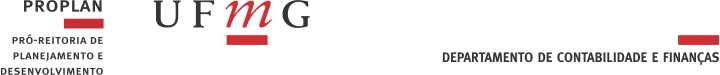 PROPLAN
PRÓ-REITORIA DE
PLANEJAMENTO E
DESENVOLVIMENTO
UFmG
DEPARTAMENTO DE CONTABILIDADE E FINANÇAS